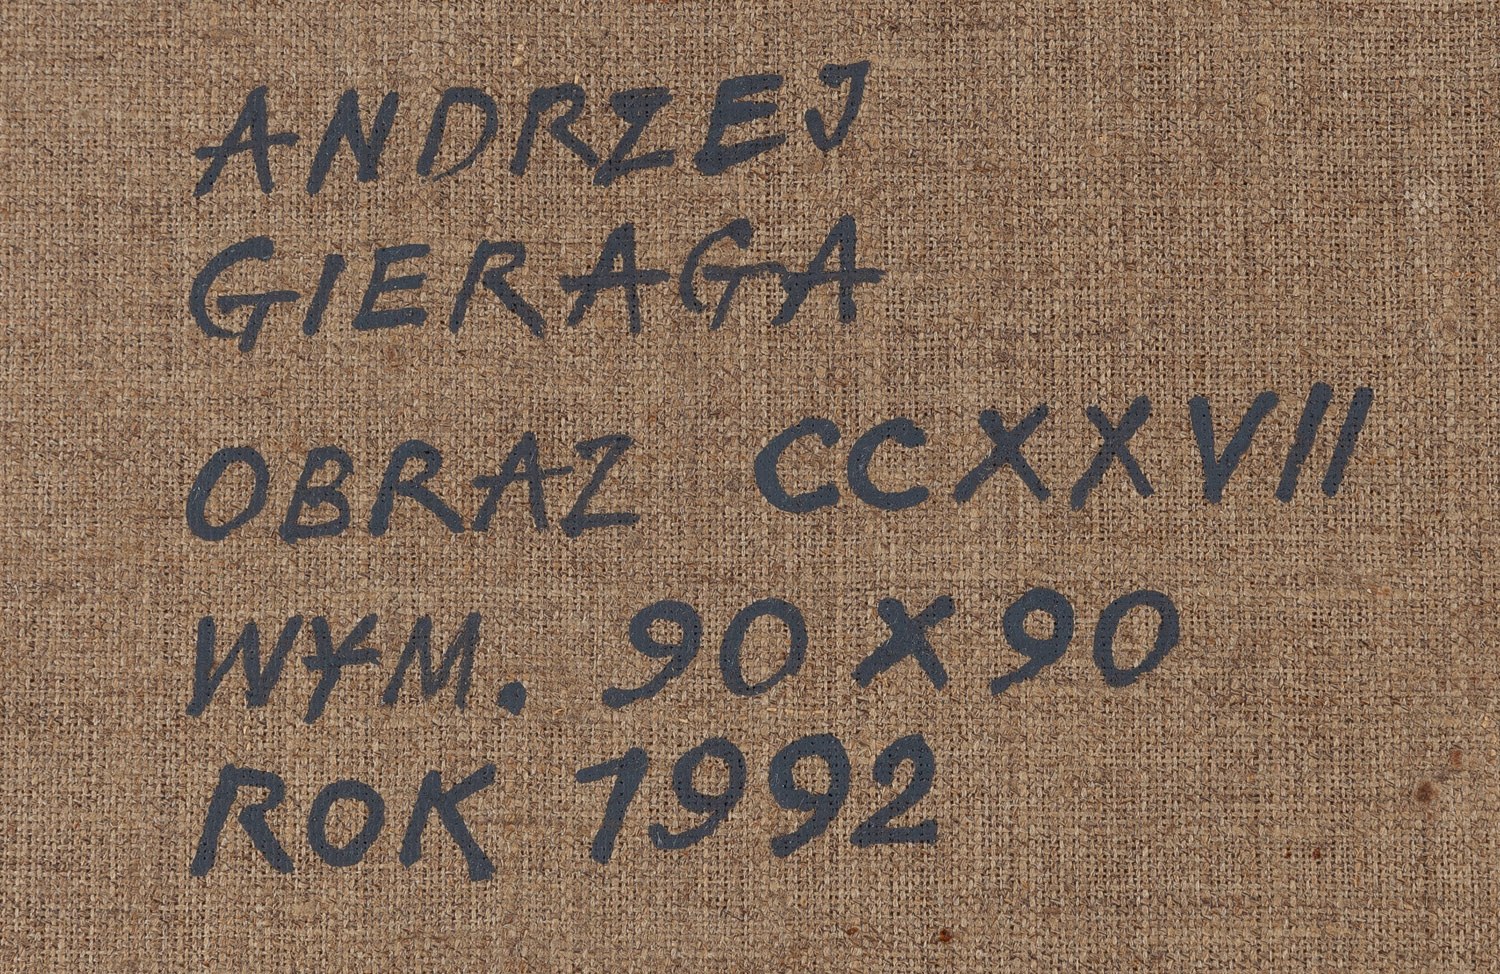 ANDRZEJ
GIERAGA
OBRAZ CCXXVII
WYM. 90 X 90
ROK 1992